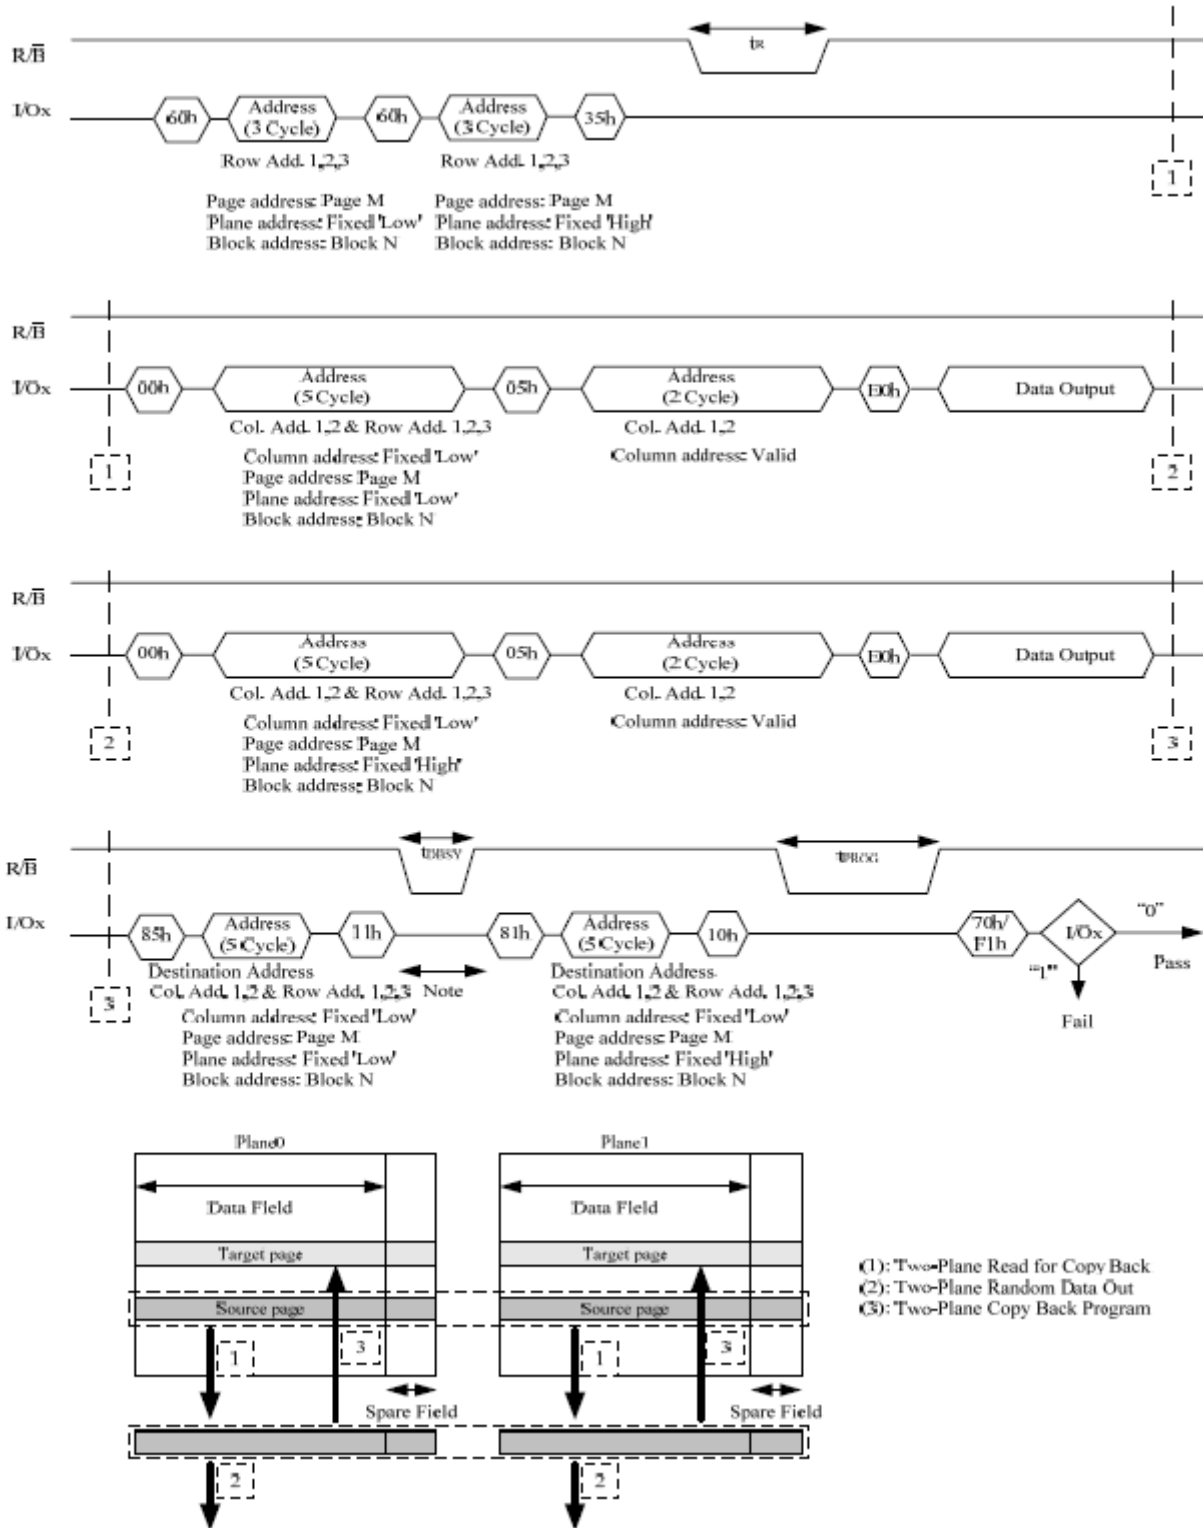 R/B̅
tR
I/Ox
60h
Address
(3 Cycle)
60h
Address
(3 Cycle)
35h
Row Add. 1,2,3
Row Add. 1,2,3
1
Page address: Page M
Plane address: Fixed 'Low'
Block address: Block N
Page address: Page M
Plane address: Fixed 'High'
Block address: Block N
R/B̅
I/Ox
00h
Address
(5 Cycle)
05h
Address
(2 Cycle)
E0h
Data Output
Col. Add. 1,2 & Row Add. 1,2,3
Col. Add. 1,2
1
Column address: Fixed 'Low'
Page address: Page M
Plane address: Fixed 'Low'
Block address: Block N
Column address: Valid
2
R/B̅
I/Ox
00h
Address
(5 Cycle)
05h
Address
(2 Cycle)
E0h
Data Output
Col. Add. 1,2 & Row Add. 1,2,3
Col. Add. 1,2
2
Column address: Fixed 'Low'
Page address: Page M
Plane address: Fixed 'High'
Block address: Block N
Column address: Valid
3
R/B̅
tDBSY
tPROG
I/Ox
85h
Address
(5 Cycle)
11h
81h
Address
(5 Cycle)
10h
70h/
F1h
I/Ox
"0"
Pass
"1"
Fail
3
Destination Address
Col. Add. 1,2 & Row Add. 1,2,3
Note
Destination Address
Col. Add. 1,2 & Row Add. 1,2,3
Column address: Fixed 'Low'
Page address: Page M
Plane address: Fixed 'Low'
Block address: Block N
Column address: Fixed 'Low'
Page address: Page M
Plane address: Fixed 'High'
Block address: Block N
Plane0
Plane1
Data Field
Data Field
Target page
Target page
Source page
Source page
1
3
1
3
Spare Field
Spare Field
2
2
(1): Two-Plane Read for Copy Back
(2): Two-Plane Random Data Out
(3): Two-Plane Copy Back Program